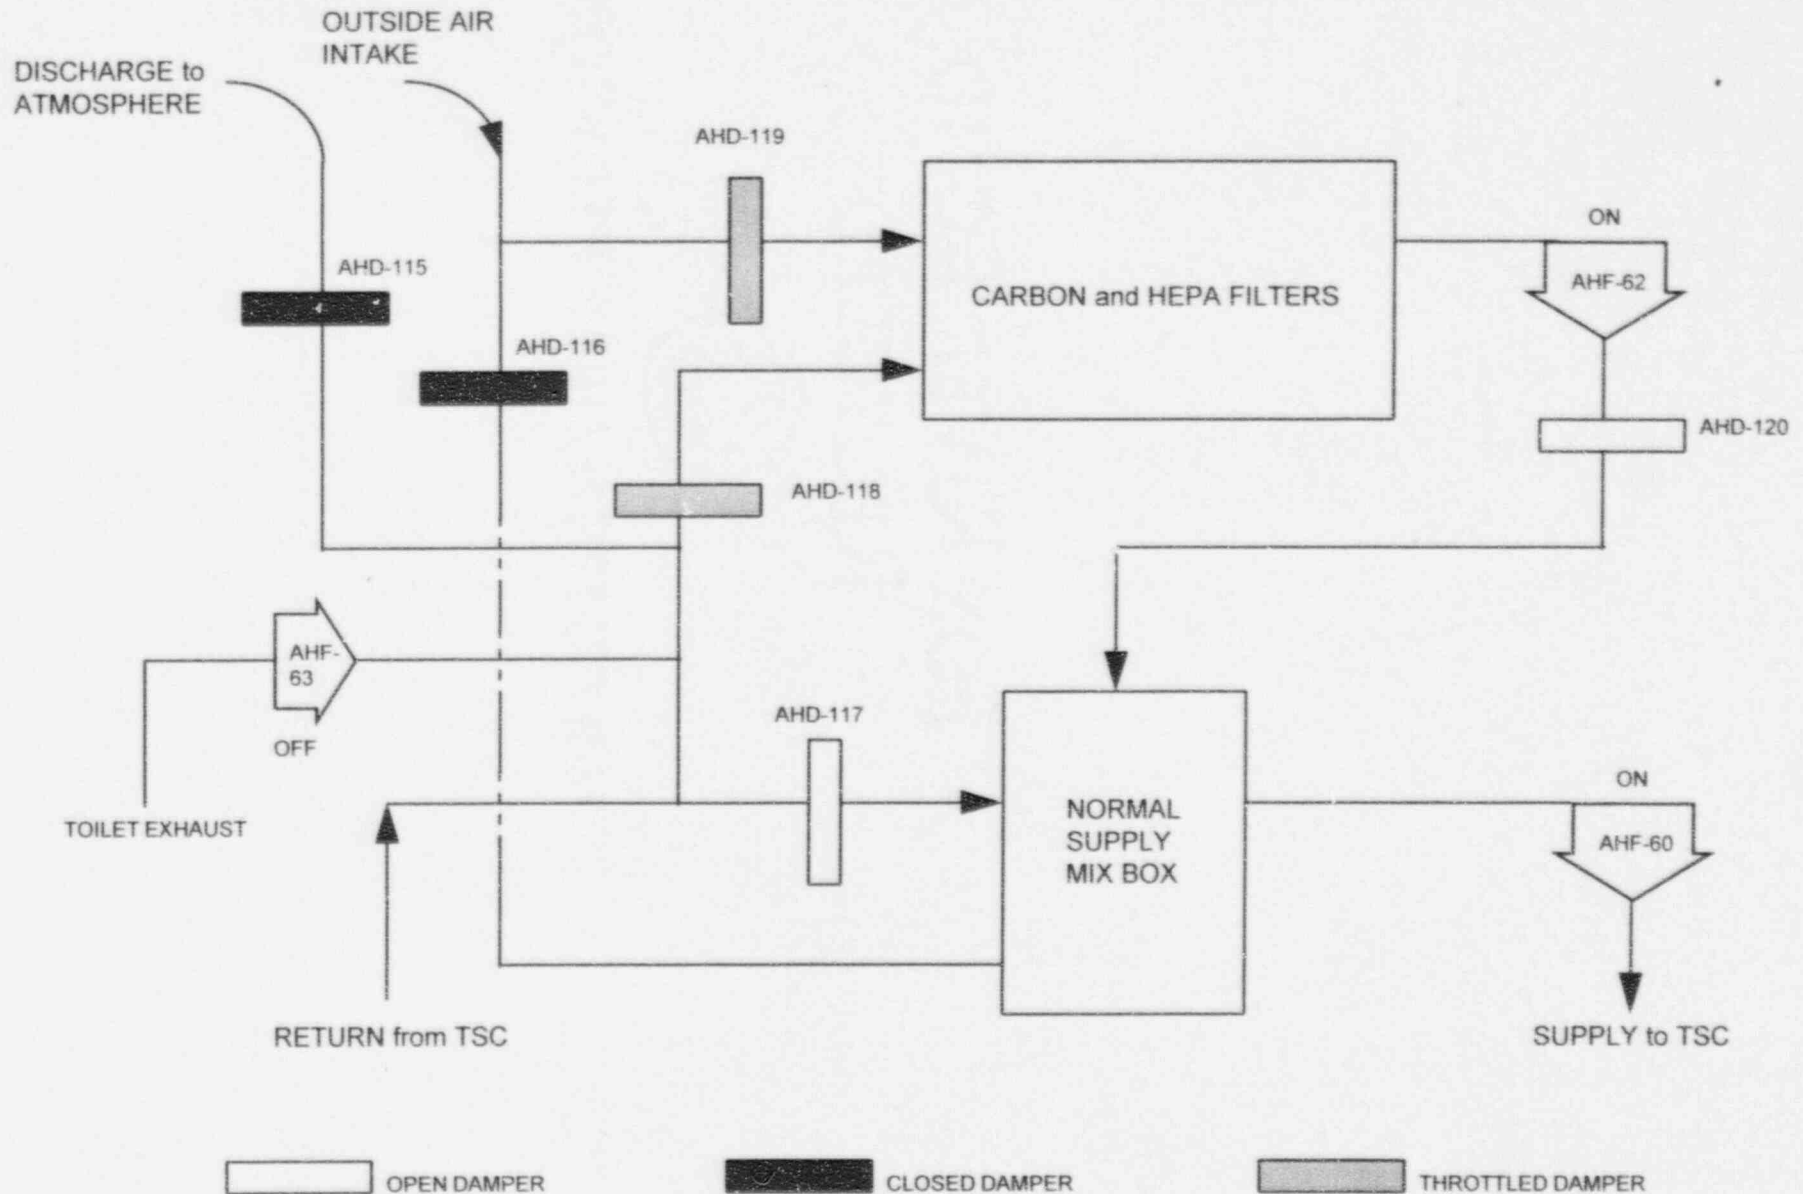 OUTSIDE AIR
INTAKE
DISCHARGE to
ATMOSPHERE
AHD-119
ON
AHD-115
AHF-62
CARBON and HEPA FILTERS
AHD-116
AHD-120
AHD-118
AHF-
63
AHD-117
OFF
ON
TOILET EXHAUST
NORMAL
SUPPLY
MIX BOX
AHF-60
RETURN from TSC
SUPPLY to TSC
OPEN DAMPER
CLOSED DAMPER
THROTTLED DAMPER